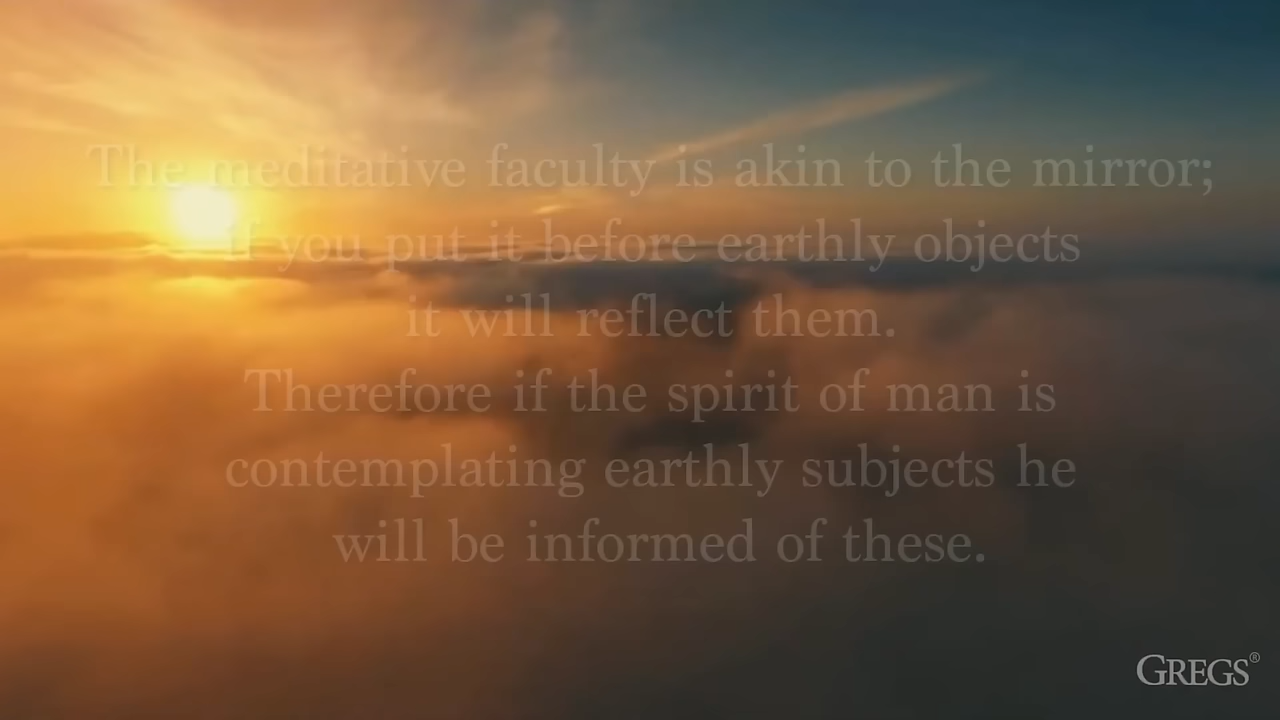 The meditative faculty is akin to the mirror;
if you put it before earthly objects
it will reflect them.
Therefore if the spirit of man is
contemplating earthly subjects he
will be informed of these.
GREGS®